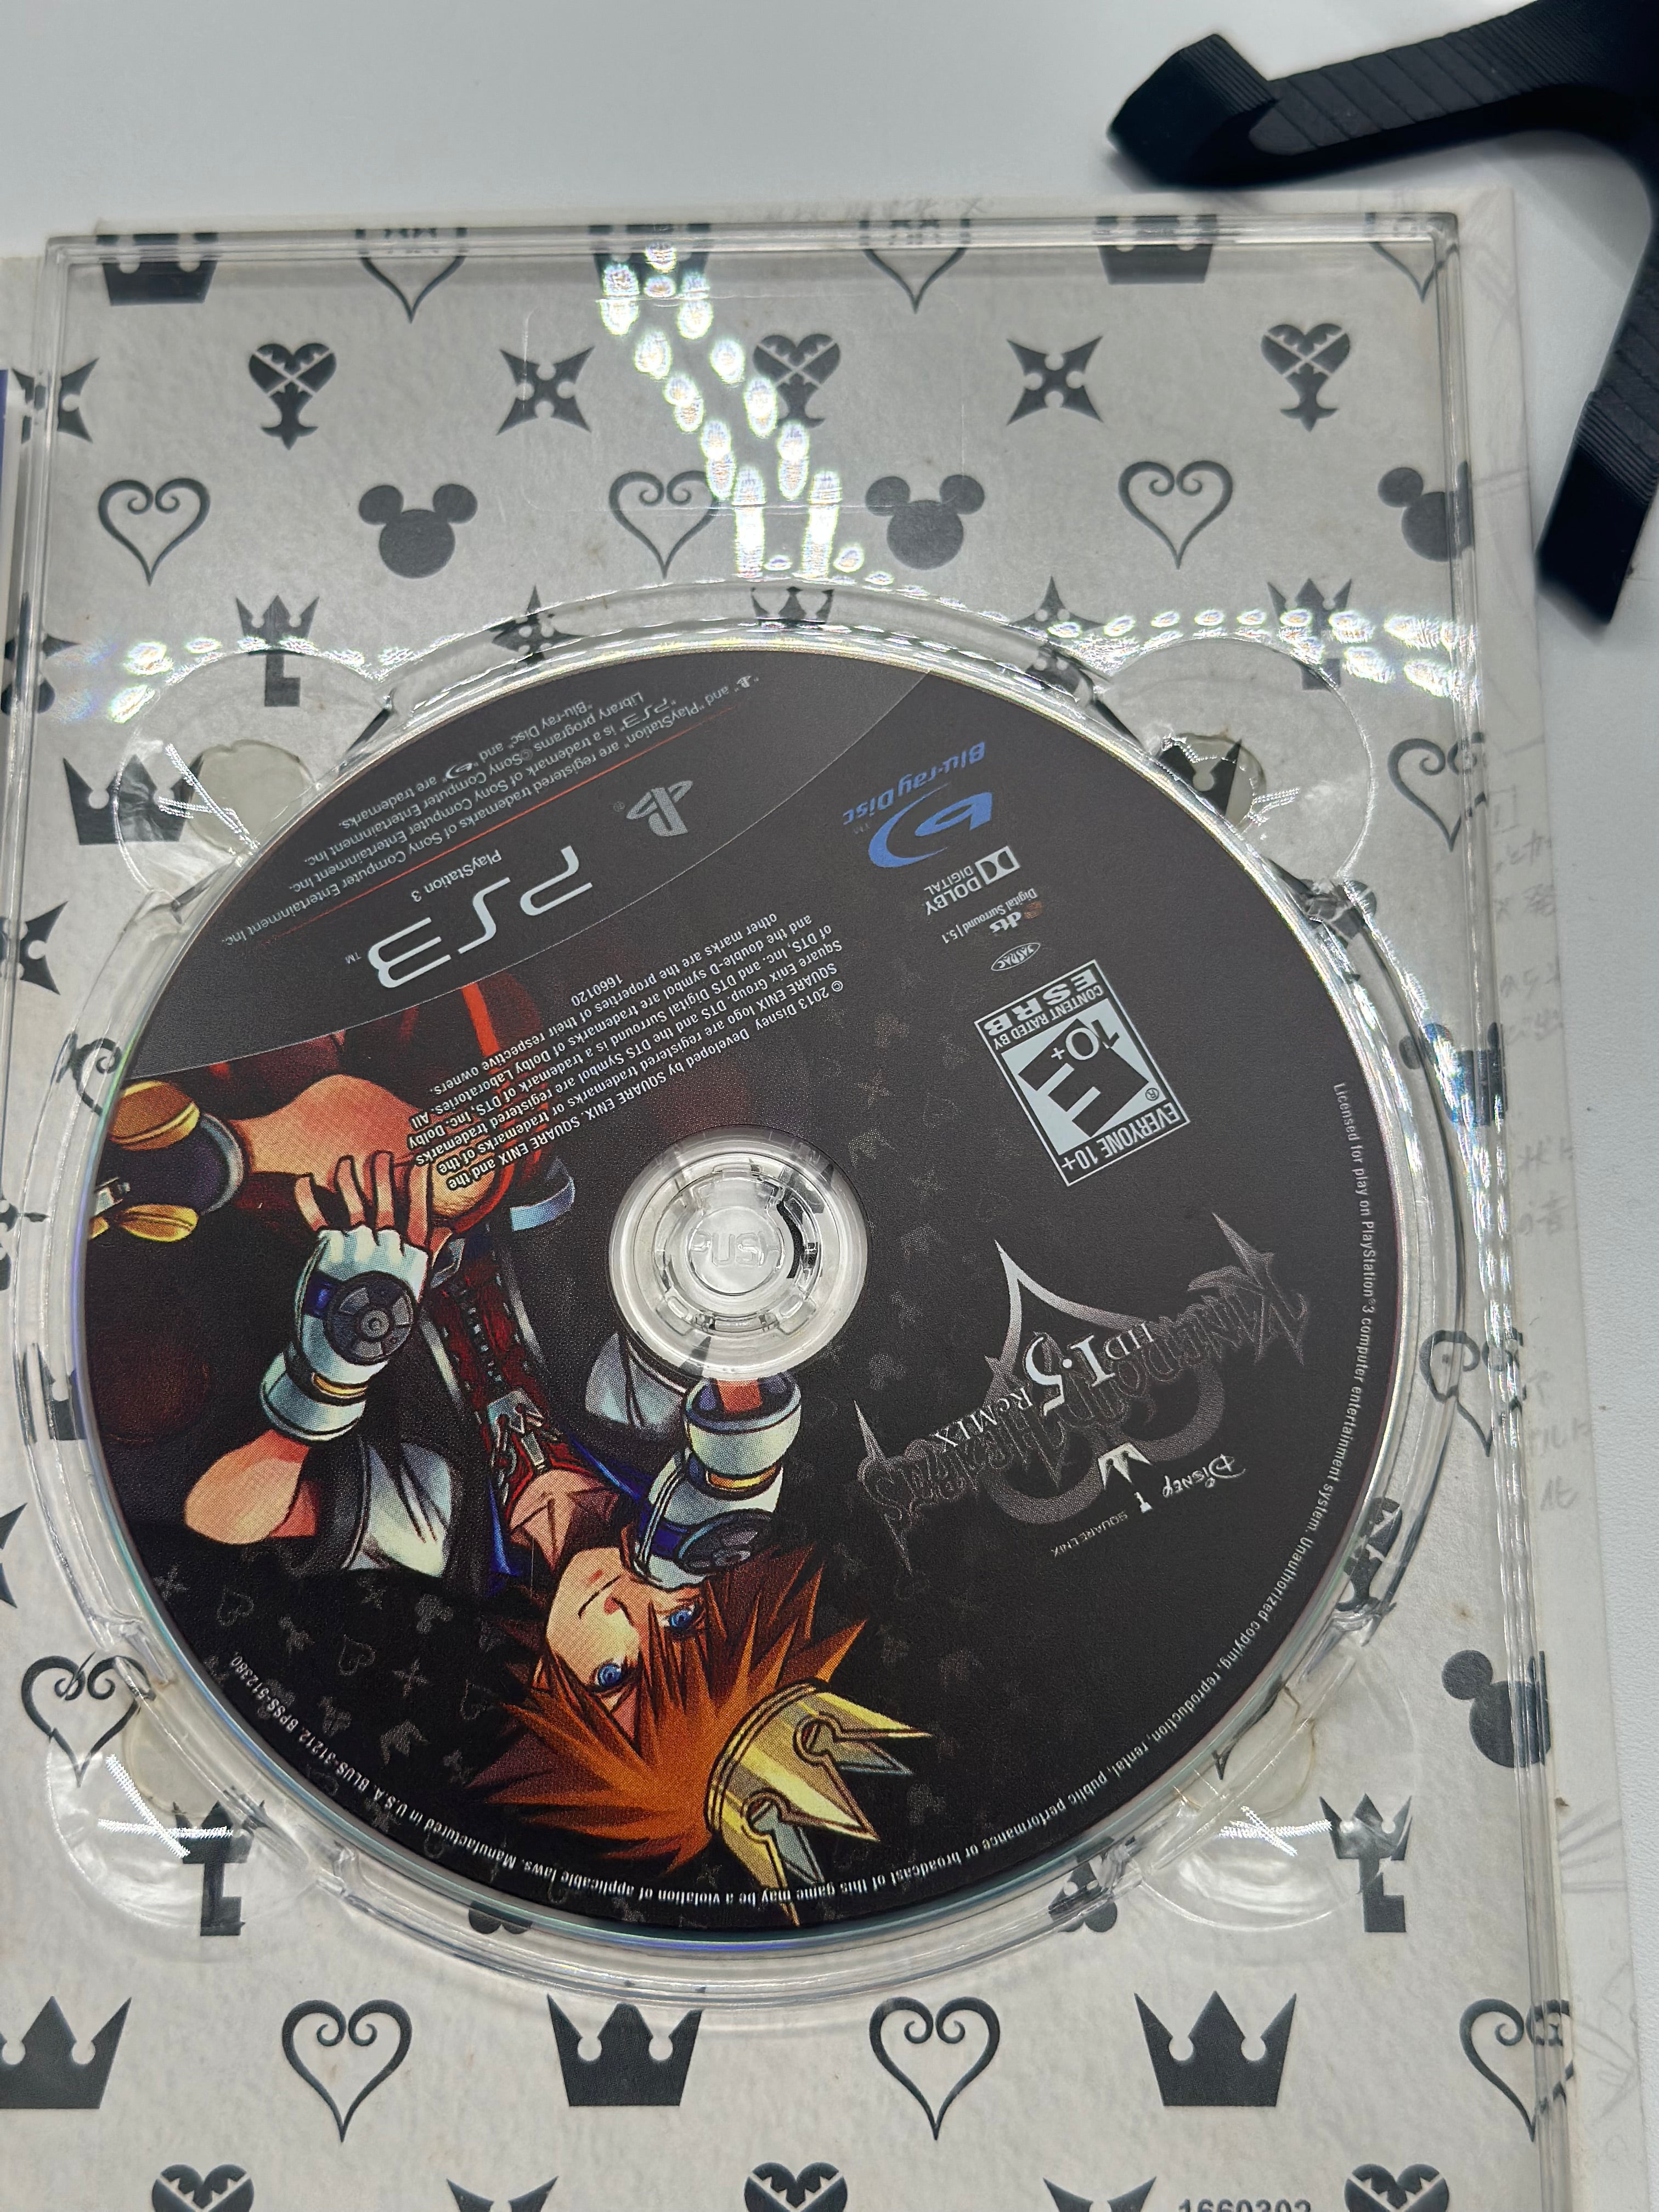 "PlayStation" and "PS" are registered trademarks of Sony Computer Entertainment Inc.
"PS3" is a trademark of Sony Computer Entertainment Inc.
Library programs ©Sony Computer Entertainment Inc.
"Blu-ray Disc" and " " are trademarks.
PS3™
PlayStation 3
Blu-ray Disc™
DOLBY
DIGITAL
dts
Digital Surround | 5.1
JASRAC
EVERYONE 10+
E 10+ ®
CONTENT RATED BY
ESRB
© 2013 Disney. Developed by SQUARE ENIX. SQUARE ENIX and the
SQUARE ENIX logo are registered trademarks or trademarks of the
Square Enix Group. DTS and the DTS Symbol are registered trademarks
of DTS, Inc. and DTS Digital Surround is a trademark of DTS, Inc. Dolby
and the double-D symbol are trademarks of Dolby Laboratories. All
other marks are the properties of their respective owners.
1660120
KINGDOM HEARTS
HD 1.5 ReMIX
Disney
SQUARE ENIX
Licensed for play on PlayStation®3 computer entertainment system. Unauthorized copying, reproduction, rental, public performance or broadcast of this game may be a violation of applicable laws. Manufactured in U.S.A. BLUS-31212. BPSS-512380.
1660302